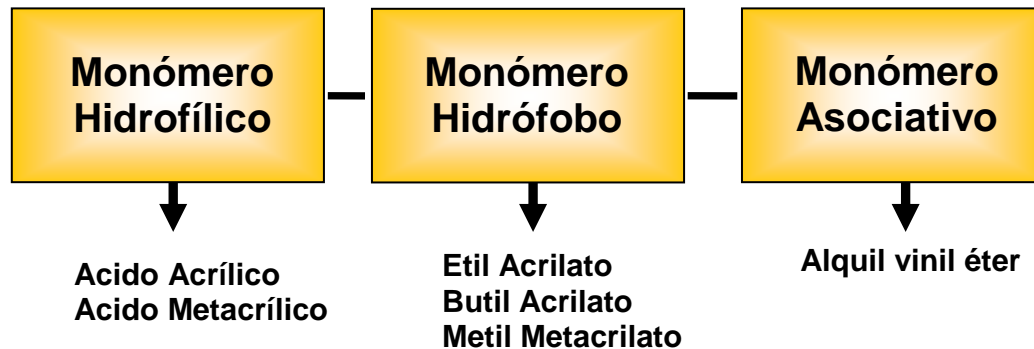 Monómero
Hidrofílico
Monómero
Hidrófobo
Monómero
Asociativo
Acido Acrílico
Acido Metacrílico
Etil Acrilato
Butil Acrilato
Metil Metacrilato
Alquil vinil éter